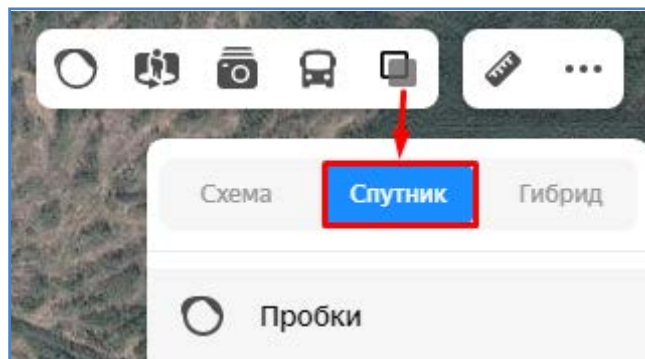 Схема Спутник Гибрид
Пробки